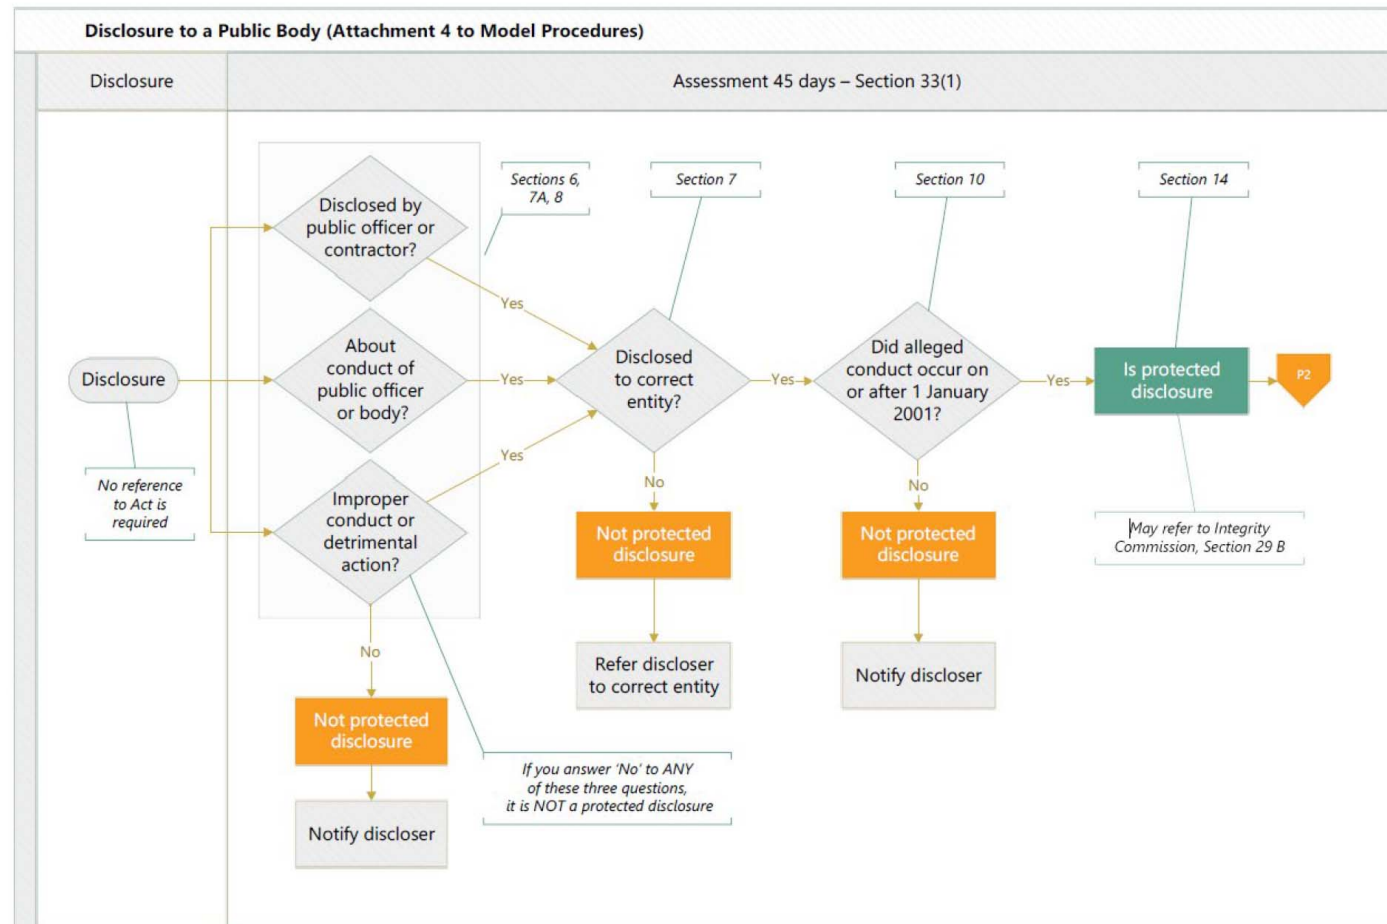 Disclosure to a Public Body (Attachment 4 to Model Procedures)
Disclosure
Assessment 45 days – Section 33(1)
Disclosed by
public officer or
contractor?
Sections 6,
7A, 8
Section 7
Section 10
Section 14
Yes
About
conduct of
public officer
or body?
Yes
Disclosure
No reference
to Act is
required
Improper
conduct or
detrimental
action?
Yes
Disclosed
to correct
entity?
Yes
Did alleged
conduct occur on
or after 1 January
2001?
Yes
Is protected
disclosure
P2
May refer to Integrity
Commission, Section 29 B
No
Not protected
disclosure
Notify discloser
If you answer ‘No’ to ANY
of these three questions,
it is NOT a protected disclosure
No
Not protected
disclosure
Refer discloser
to correct entity
No
Not protected
disclosure
Notify discloser